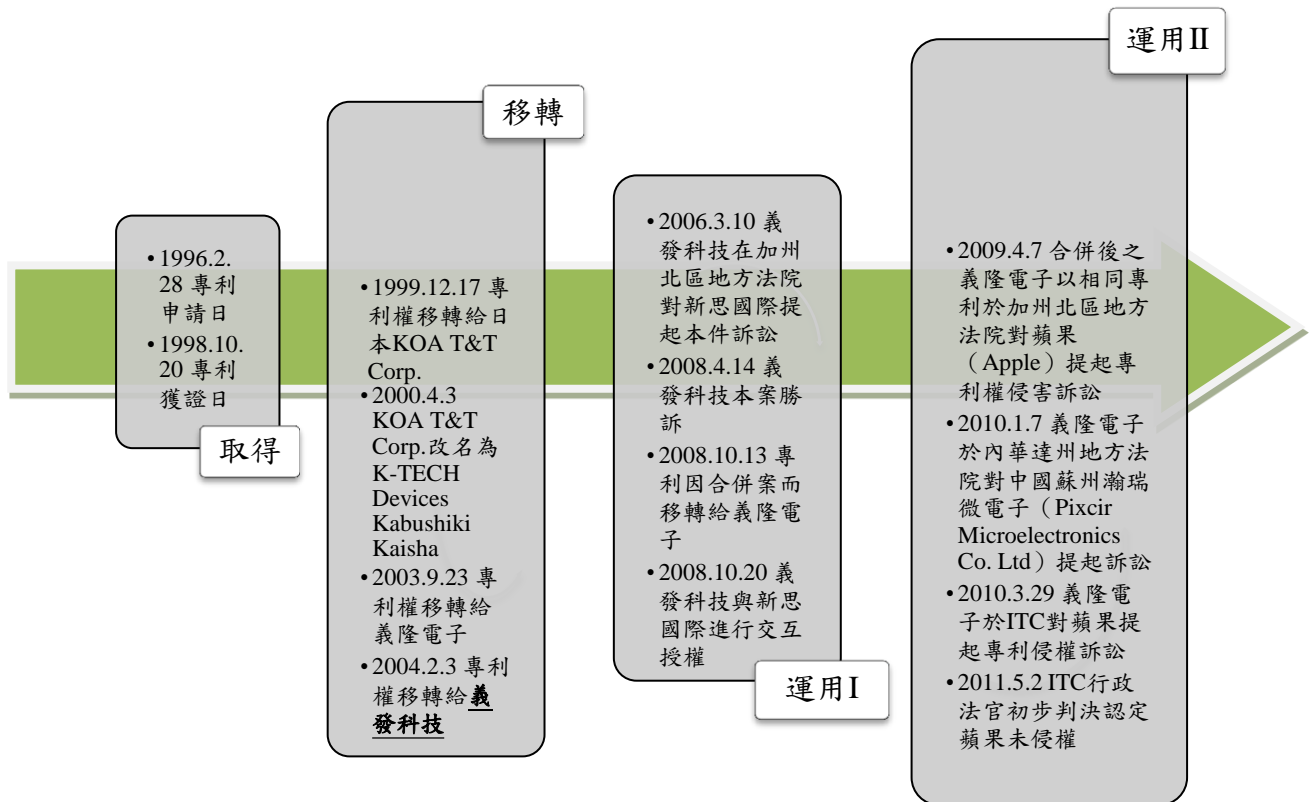 取得
•1996.2.
28 專利
申請日
•1998.10.
20 專利
獲證日
移轉
•1999.12.17 專
利權移轉給日
本KOA T&T
Corp.
•2000.4.3
KOA T&T
Corp.改名為
K-TECH
Devices
Kabushiki
Kaisha
•2003.9.23 專
利權移轉給
義隆電子
•2004.2.3 專利
權移轉給義
發科技
運用I
•2006.3.10 義
發科技在加州
北區地方法院
對新思國際提
起本件訴訟
•2008.4.14 義
發科技本案勝
訴
•2008.10.13 專
利因合併案而
移轉給義隆電
子
•2008.10.20 義
發科技與新思
國際進行交互
授權
運用II
•2009.4.7 合併後之
義隆電子以相同專
利於加州北區地方
法院對蘋果
（Apple）提起專
利權侵害訴訟
•2010.1.7 義隆電子
於內華達州地方法
院對中國蘇州瀚瑞
微電子（Pixcir
Microelectronics
Co. Ltd）提起訴訟
•2010.3.29 義隆電
子於ITC對蘋果提
起專利侵權訴訟
•2011.5.2 ITC行政
法官初步判決認定
蘋果未侵權